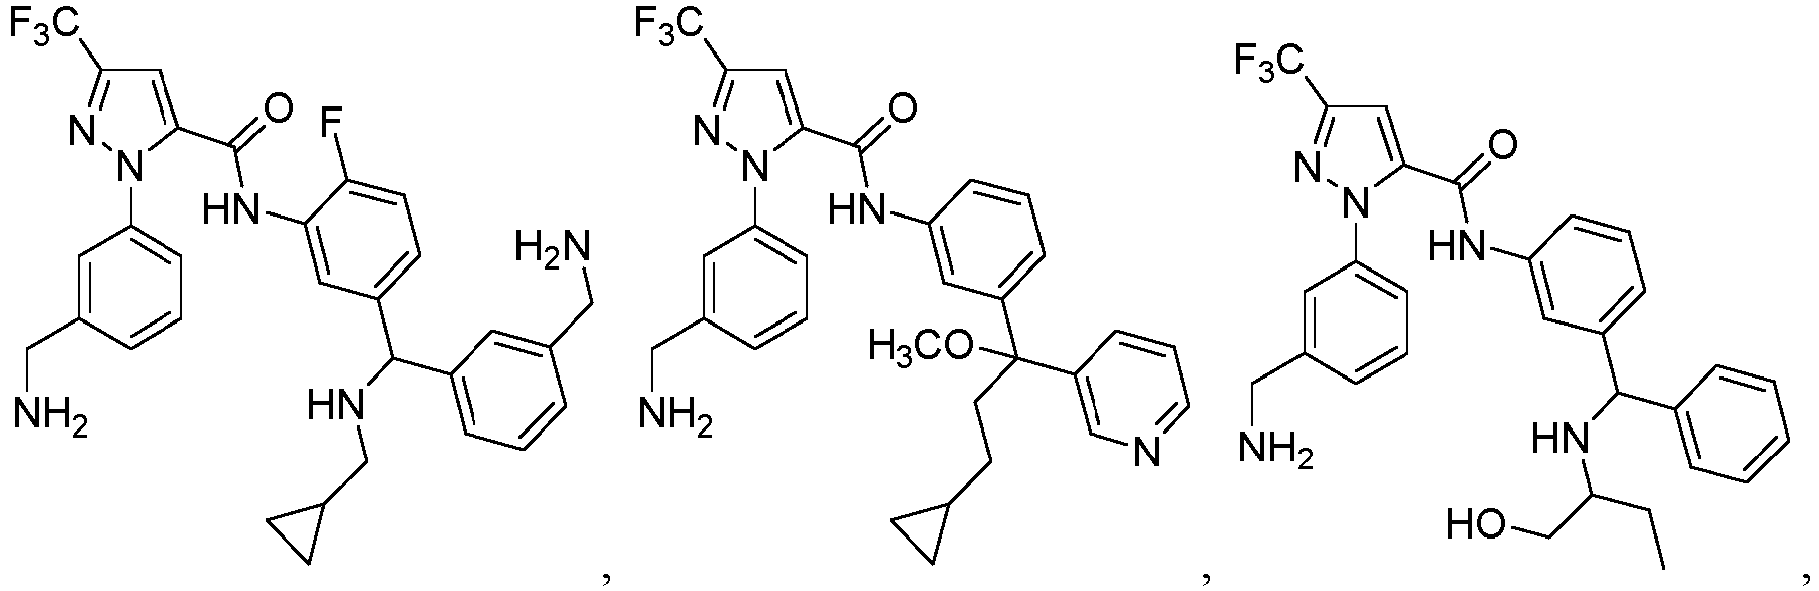 F₃C
N
N
O
HN
F
H₂N
NH₂
HN
,
F₃C
N
N
O
HN
H₃CO
NH₂
N
,
F₃C
N
N
O
HN
NH₂
HN
HO
,